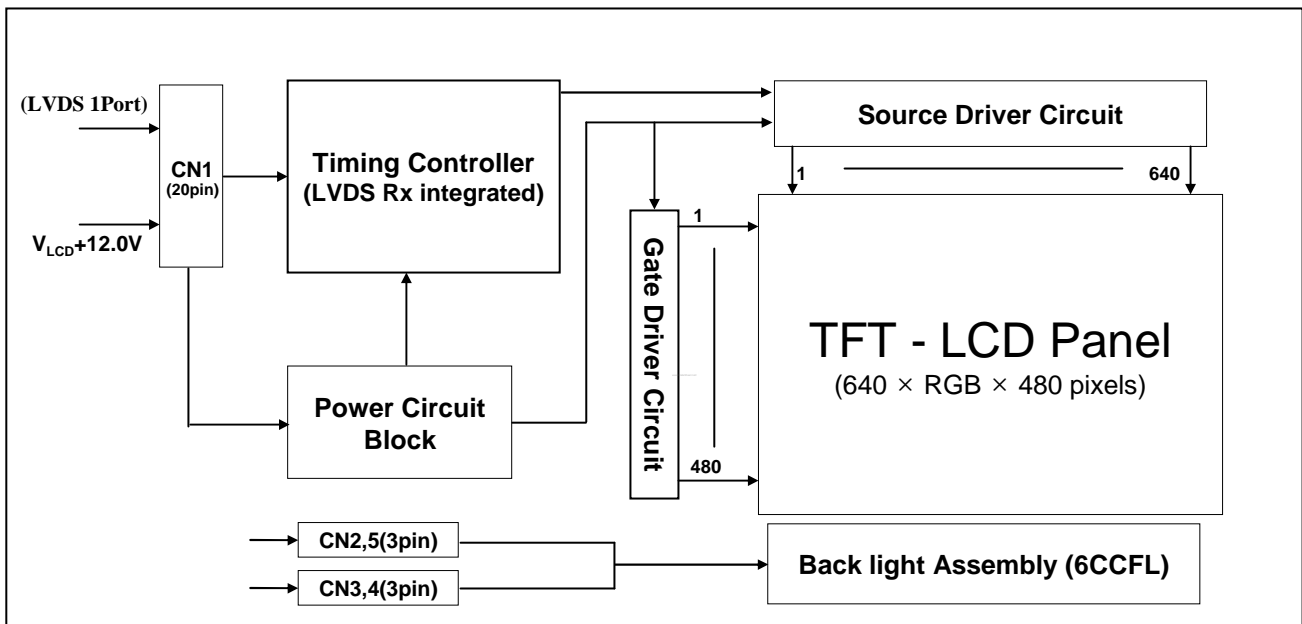 (LVDS 1Port)
CN1
(20pin)
VLCD+12.0V
Timing Controller
(LVDS Rx integrated)
Power Circuit
Block
Source Driver Circuit
1
640
Gate Driver Circuit
1
480
TFT - LCD Panel
(640 × RGB × 480 pixels)
CN2,5(3pin)
CN3,4(3pin)
Back light Assembly (6CCFL)